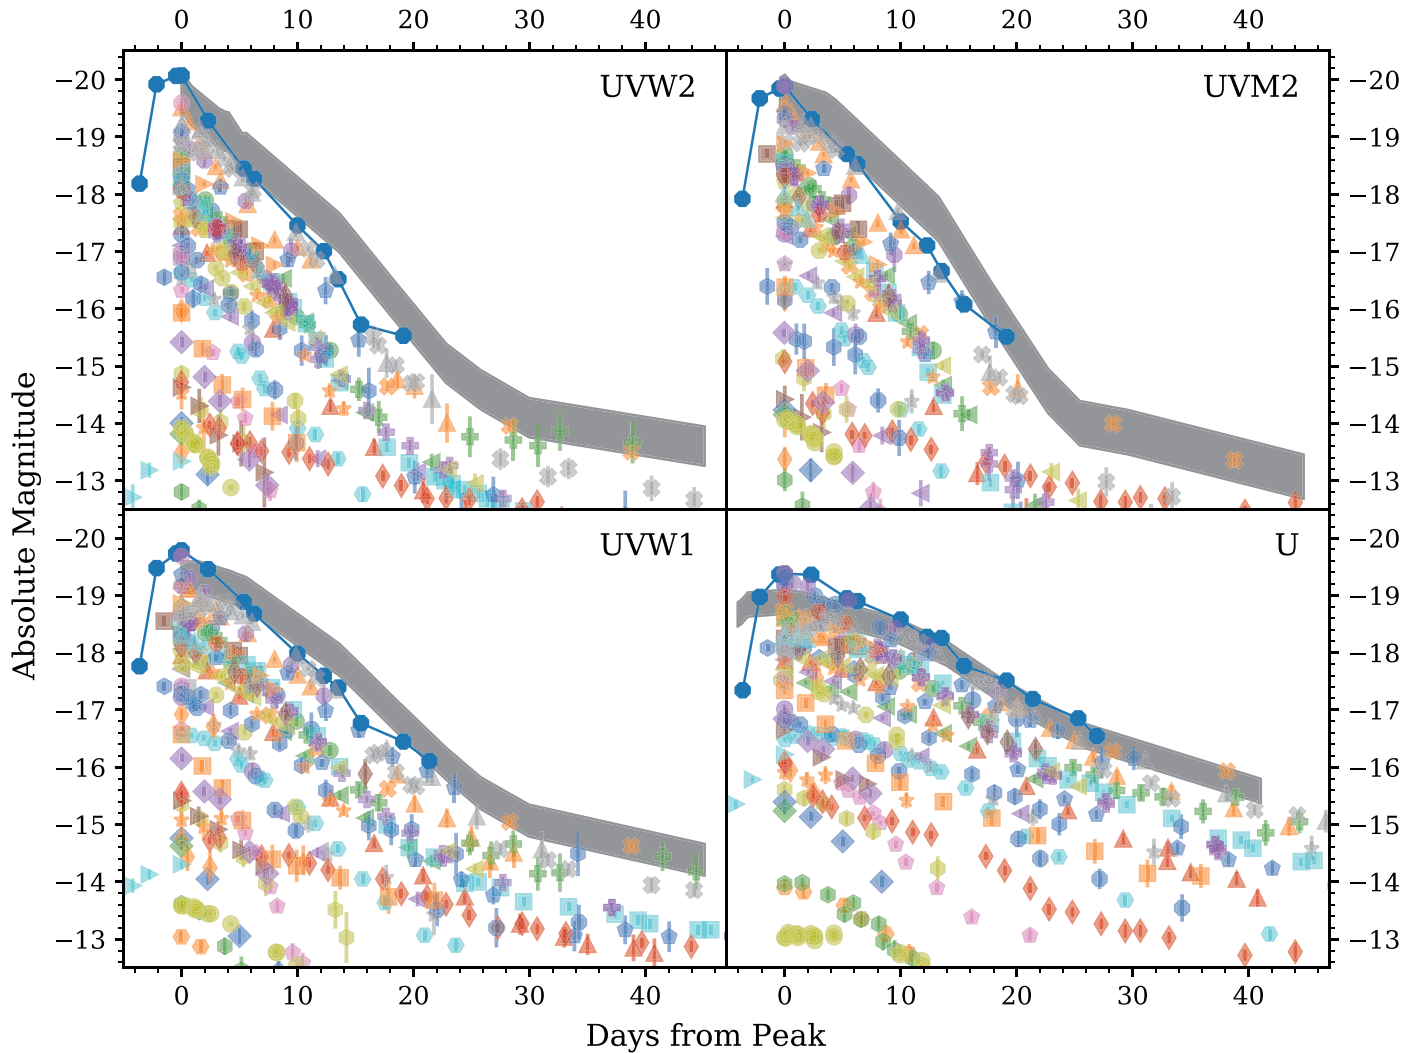 0 10 20 30 40 0 10 20 30 40
UVW2 UVM2
−20 −20
−19 −19
−18 −18
−17 −17
−16 −16
−15 −15
−14 −14
−13 −13
UVW1 U
−20 −20
−19 −19
−18 −18
−17 −17
−16 −16
−15 −15
−14 −14
−13 −13
0 10 20 30 40 0 10 20 30 40
Absolute Magnitude
Days from Peak